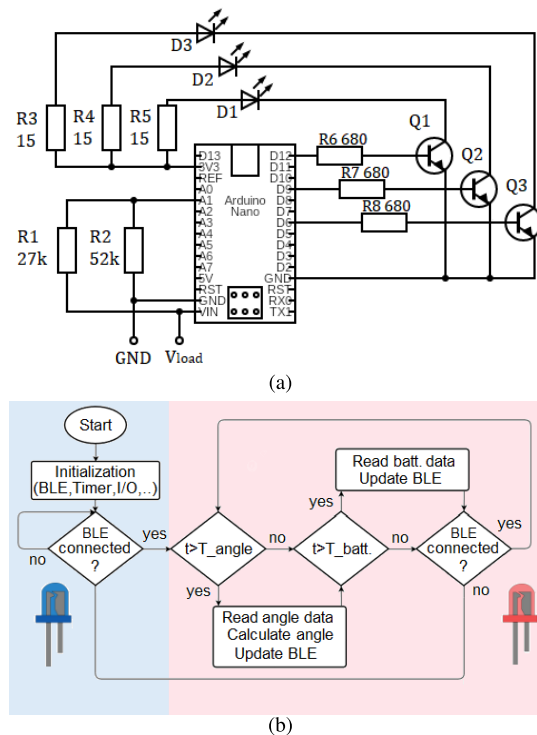 D3
D2
D1
R3
15
R4
15
R5
15
Q1
Q2
Q3
R6 680
R7 680
R8 680
D13
3V3
REF
A0
A1
A2
A3
A4
A5
A6
A7
5V
RST
GND
VIN
Arduino
Nano
D12
D11
D10
D9
D8
D7
D6
D5
D4
D3
D2
GND
RST
RX0
TX1
R1
27k
R2
52k
GND
Vload
(a)
Start
Initialization
(BLE,Timer,I/O,..)
BLE
connected
?
no
yes
t>T_angle
no
yes
Read angle data
Calculate angle
Update BLE
t>T_batt.
yes
no
Read batt. data
Update BLE
BLE
connected
?
yes
no
(b)